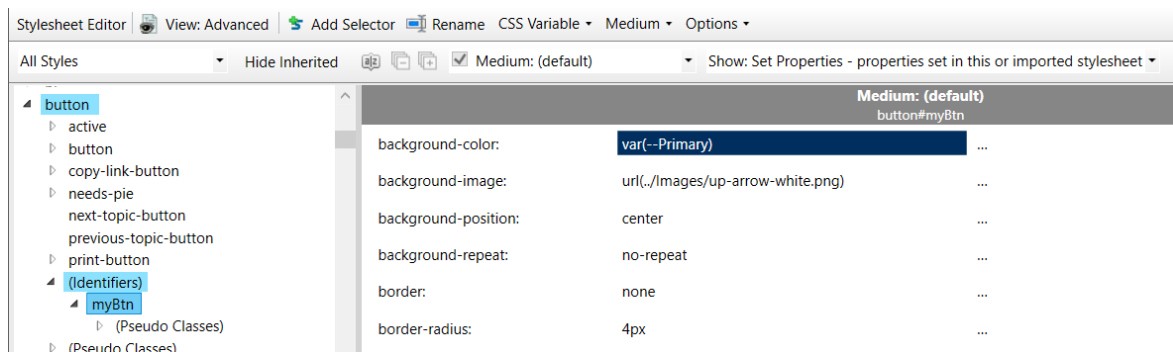 Stylesheet Editor View: Advanced Add Selector Rename CSS Variable Medium Options
All Styles Hide Inherited Medium: (default) Show: Set Properties - properties set in this or imported stylesheet
button
active
button
copy-link-button
needs-pie
next-topic-button
previous-topic-button
print-button
(Identifiers)
myBtn
(Pseudo Classes)
(Pseudo Classes)
Medium: (default)
button#myBtn
background-color: var(--Primary) ...
background-image: url(../Images/up-arrow-white.png) ...
background-position: center ...
background-repeat: no-repeat ...
border: none ...
border-radius: 4px ...